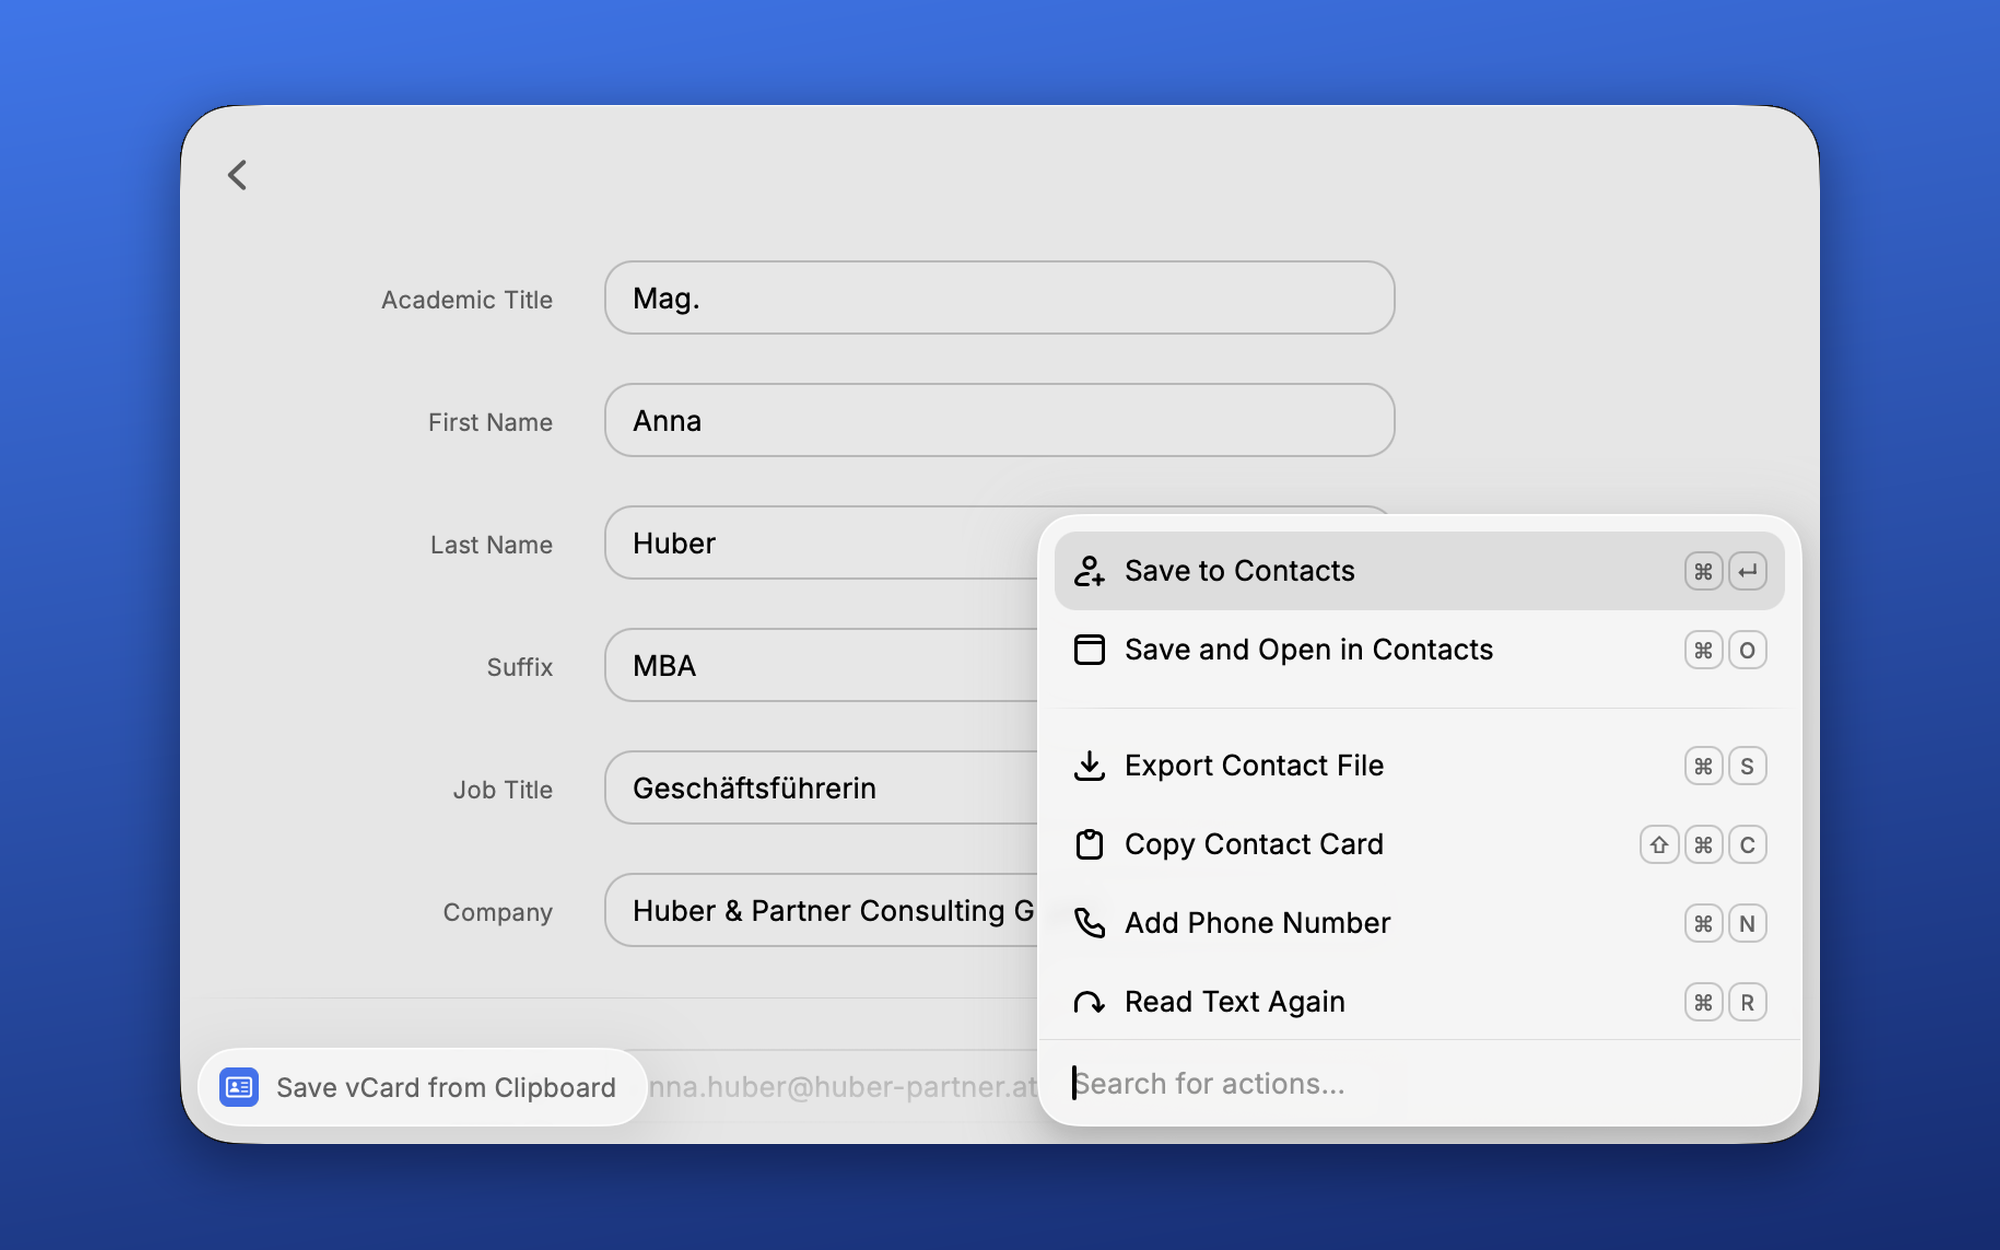 Academic Title
Mag.
First Name
Anna
Last Name
Huber
Suffix
MBA
Job Title
Geschäftsführerin
Company
Huber & Partner Consulting G
Save vCard from Clipboard
nna.huber@huber-partner.at
Save to Contacts ⌘ ↵
Save and Open in Contacts ⌘ O
Export Contact File ⌘ S
Copy Contact Card ⇧ ⌘ C
Add Phone Number ⌘ N
Read Text Again ⌘ R
Search for actions...